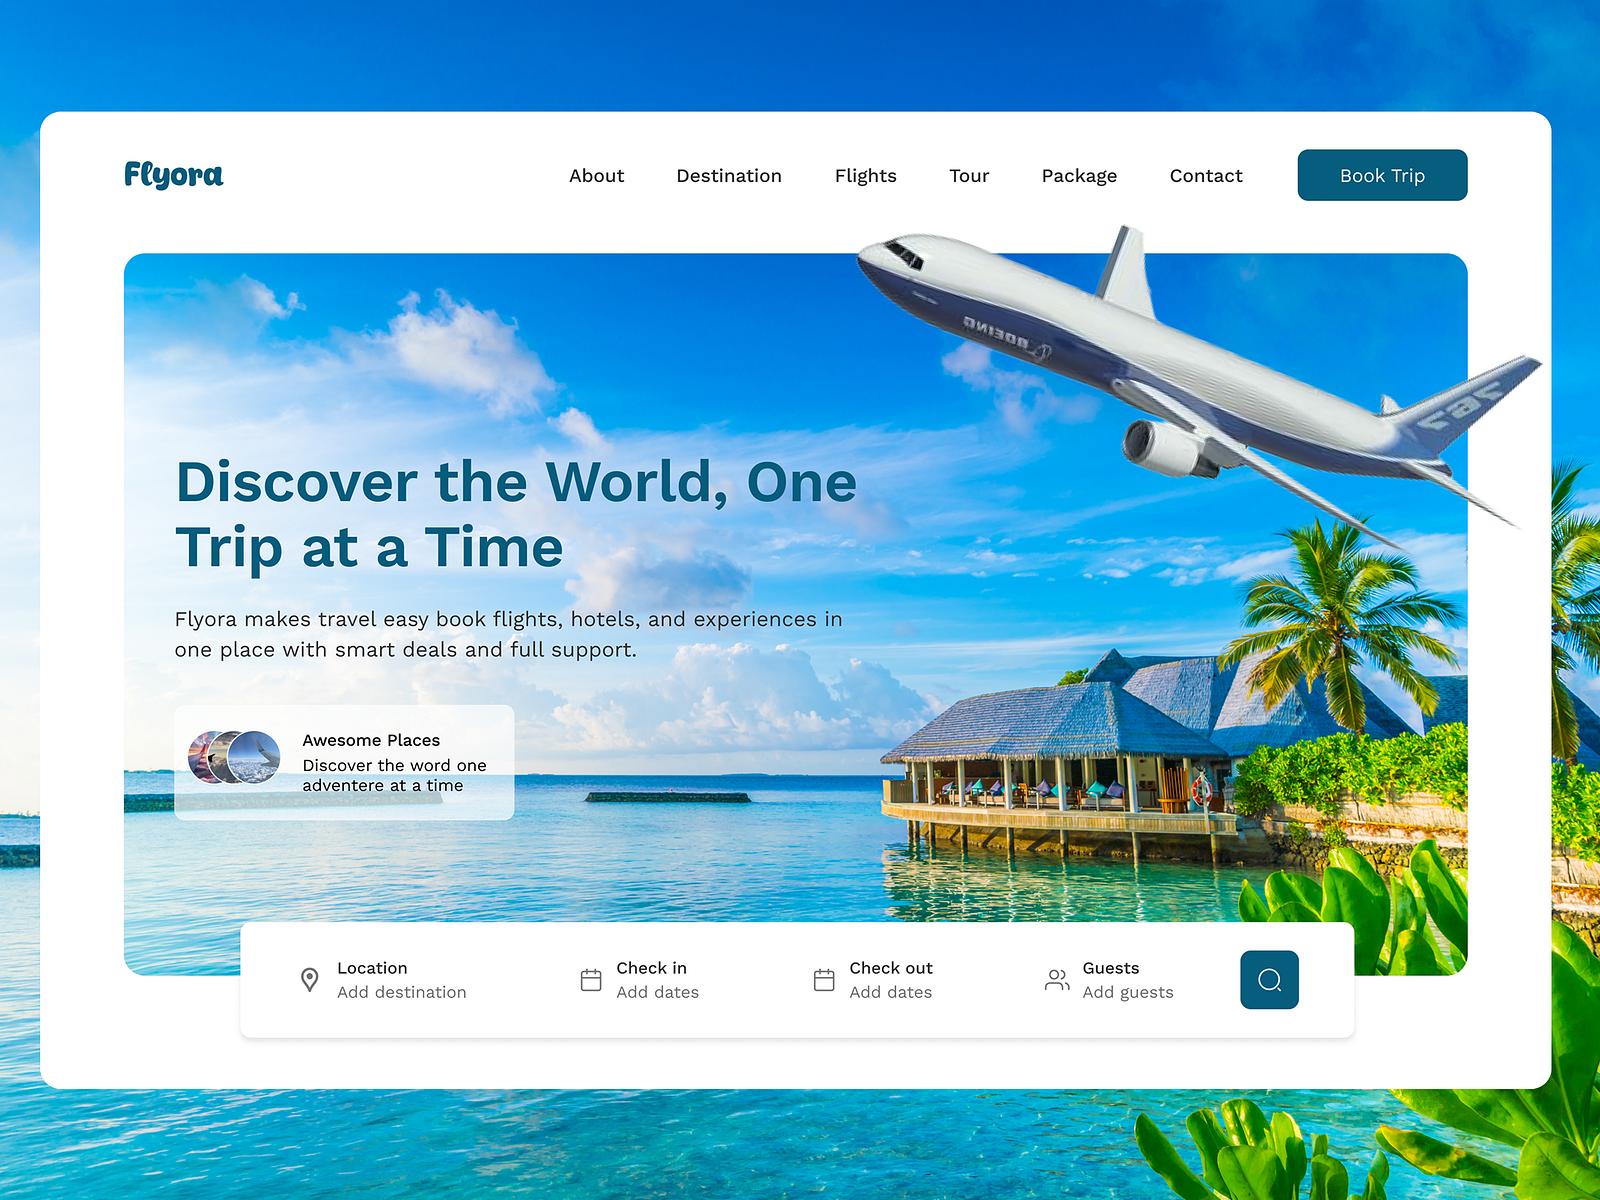 Flyora
About Destination Flights Tour Package Contact Book Trip
BOEING
767
Discover the World, One
Trip at a Time
Flyora makes travel easy book flights, hotels, and experiences in
one place with smart deals and full support.
Awesome Places
Discover the word one
adventere at a time
Location
Add destination
Check in
Add dates
Check out
Add dates
Guests
Add guests